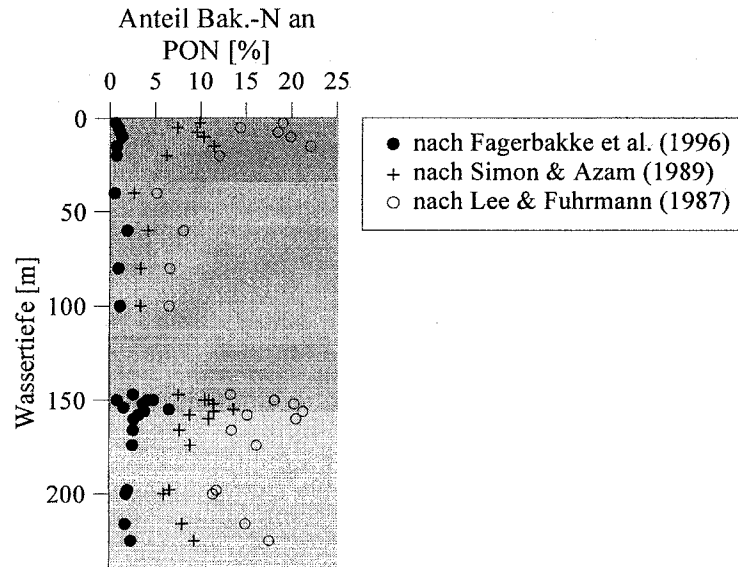 Anteil Bak.-N an
PON [%]
0 5 10 15 20 25
0
50
100
150
200
Wassertiefe [m]
nach Fagerbakke et al. (1996)
nach Simon & Azam (1989)
nach Lee & Fuhrmann (1987)